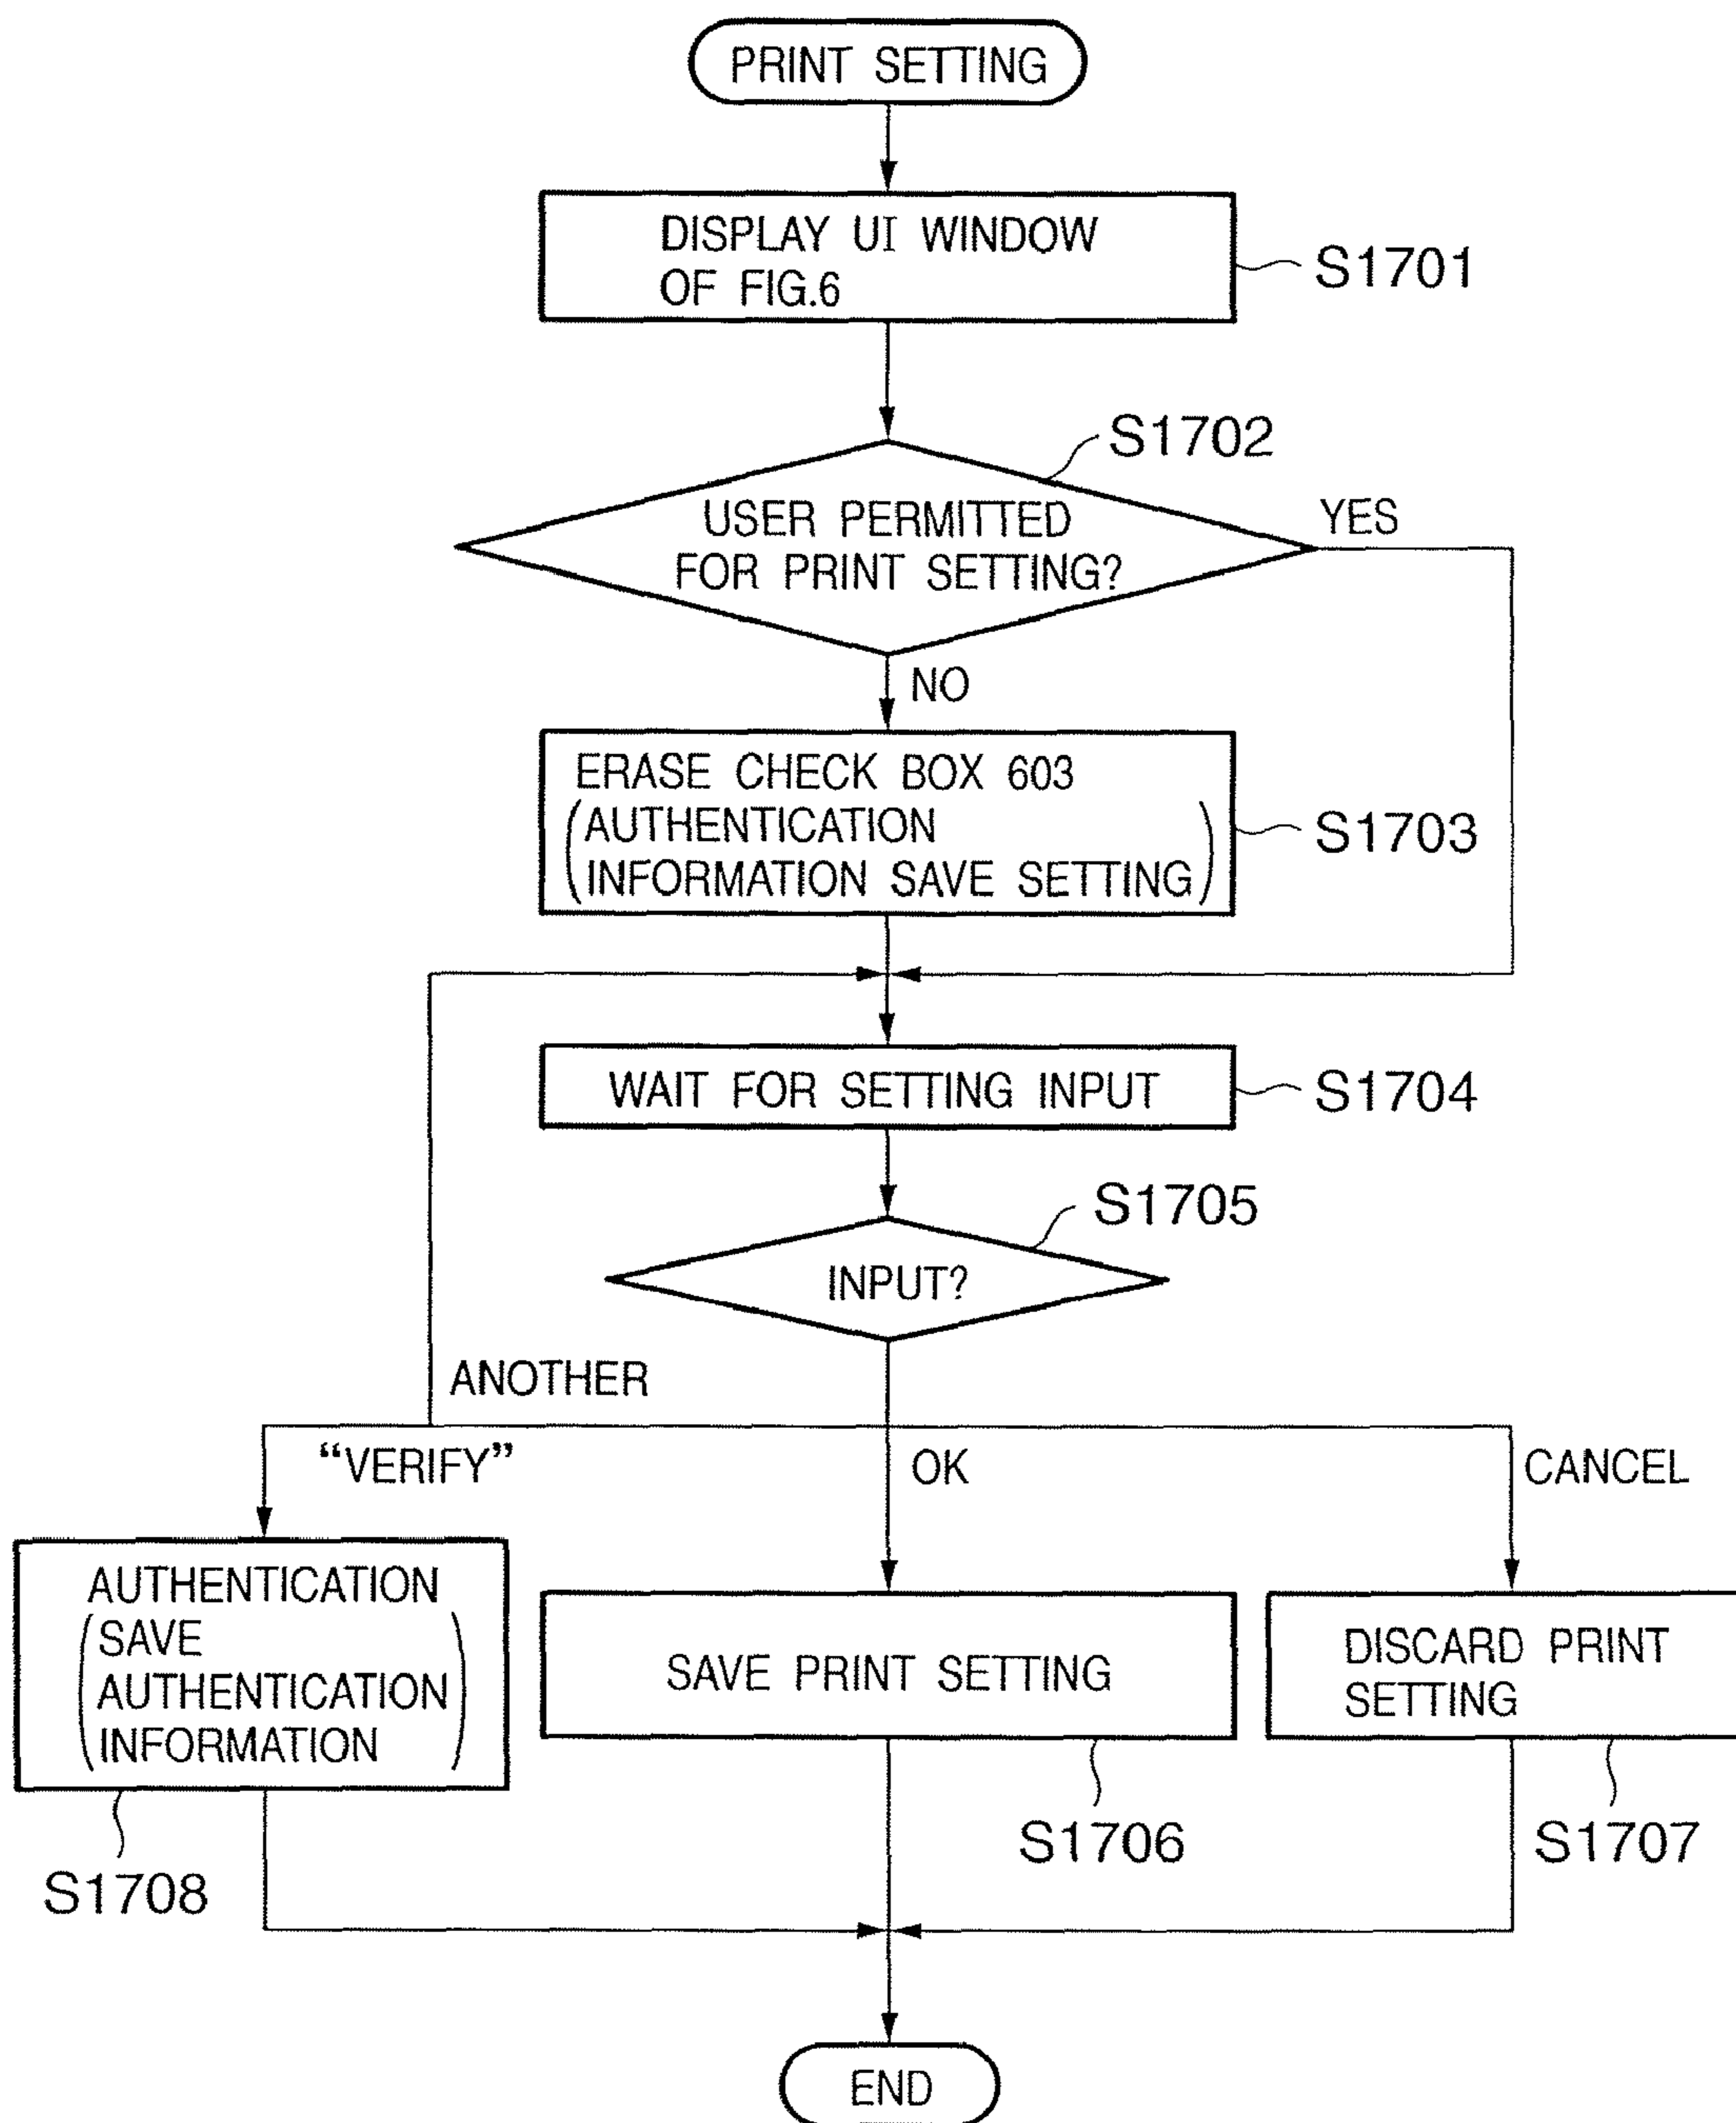 PRINT SETTING
DISPLAY UI WINDOW
OF FIG.6
S1701
S1702
USER PERMITTED
FOR PRINT SETTING?
YES
NO
ERASE CHECK BOX 603
(AUTHENTICATION
INFORMATION SAVE SETTING)
S1703
WAIT FOR SETTING INPUT
S1704
S1705
INPUT?
ANOTHER
“VERIFY”
OK
CANCEL
AUTHENTICATION
(SAVE
AUTHENTICATION
INFORMATION)
S1708
SAVE PRINT SETTING
S1706
DISCARD PRINT
SETTING
S1707
END